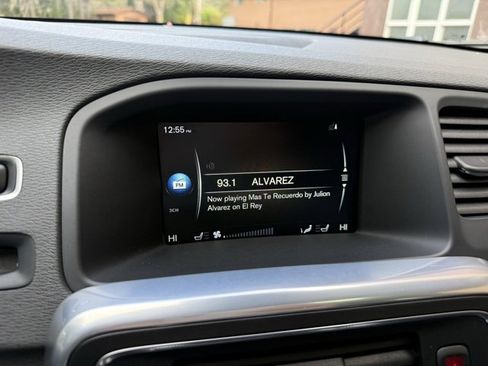 12:55 PM
FM
93.1 ALVAREZ
Now playing Mas Te Recuerdo by Julion
Alvarez on El Rey
HI HI